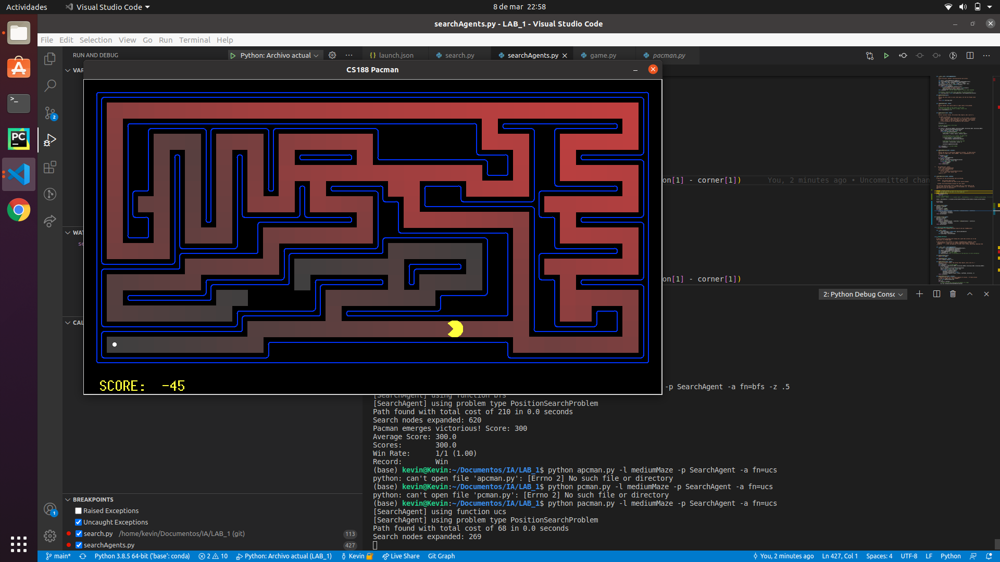 Actividades
Visual Studio Code
8 de mar 22:58
searchAgents.py - LAB_1 - Visual Studio Code
File Edit Selection View Go Run Terminal Help
RUN AND DEBUG
Python: Archivo actual
launch.json
search.py
searchAgents.py
game.py
pacman.py
VAR
CS188 Pacman
on[1] - corner[1]) You, 2 minutes ago • Uncommitted chan
WAT
se
on[1] - corner[1])
2: Python Debug Consc
CAL
SCORE: -45
-p SearchAgent -a fn=bfs -z .5
[SearchAgent] using function bfs
[SearchAgent] using problem type PositionSearchProblem
Path found with total cost of 210 in 0.0 seconds
Search nodes expanded: 620
Pacman emerges victorious! Score: 300
Average Score: 300.0
Scores: 300.0
Win Rate: 1/1 (1.00)
Record: Win
(base) kevin@Kevin:~/Documentos/IA/LAB_1$ python apcman.py -l mediumMaze -p SearchAgent -a fn=ucs
python: can't open file 'apcman.py': [Errno 2] No such file or directory
(base) kevin@Kevin:~/Documentos/IA/LAB_1$ python pcman.py -l mediumMaze -p SearchAgent -a fn=ucs
python: can't open file 'pcman.py': [Errno 2] No such file or directory
(base) kevin@Kevin:~/Documentos/IA/LAB_1$ python pacman.py -l mediumMaze -p SearchAgent -a fn=ucs
[SearchAgent] using function ucs
[SearchAgent] using problem type PositionSearchProblem
Path found with total cost of 68 in 0.0 seconds
Search nodes expanded: 269
BREAKPOINTS
Raised Exceptions
Uncaught Exceptions
search.py /home/kevin/Documentos/IA/LAB_1 (git) 113
searchAgents.py 427
PC
2
1
main*
Python 3.8.5 64-bit ('base': conda)
2 10
Python: Archivo actual (LAB_1)
Kevin
Live Share
Git Graph
You, 2 minutes ago
Ln 427, Col 1
Spaces: 4
UTF-8
LF
Python